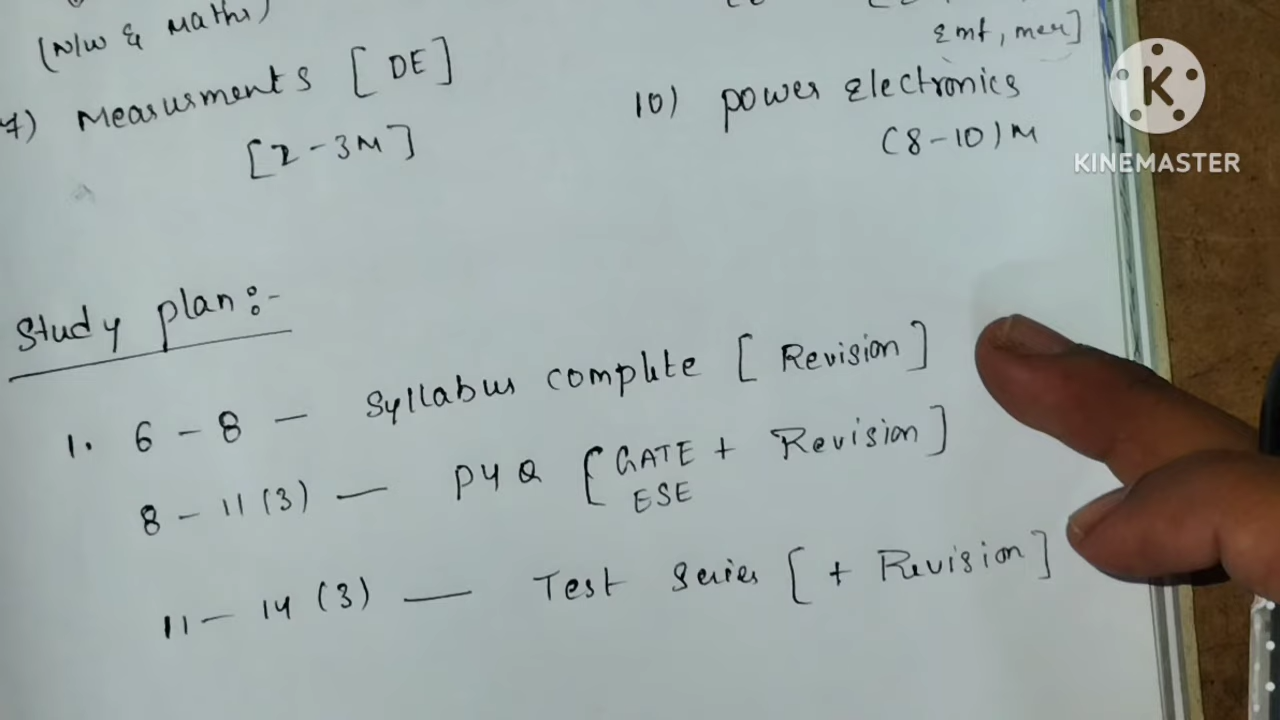 (N/W & Maths)
7) Measurments [DE]
[2-3M]
Emf, mer]
10) power Electronics
(8-10)M
KINEMASTER
Study plan:-
1. 6 - 8 - Syllabus complete [Revision]
8 - 11 (3) - PYQ [GATE + Revision]
ESE
11 - 14 (3) - Test Series [+ Revision]